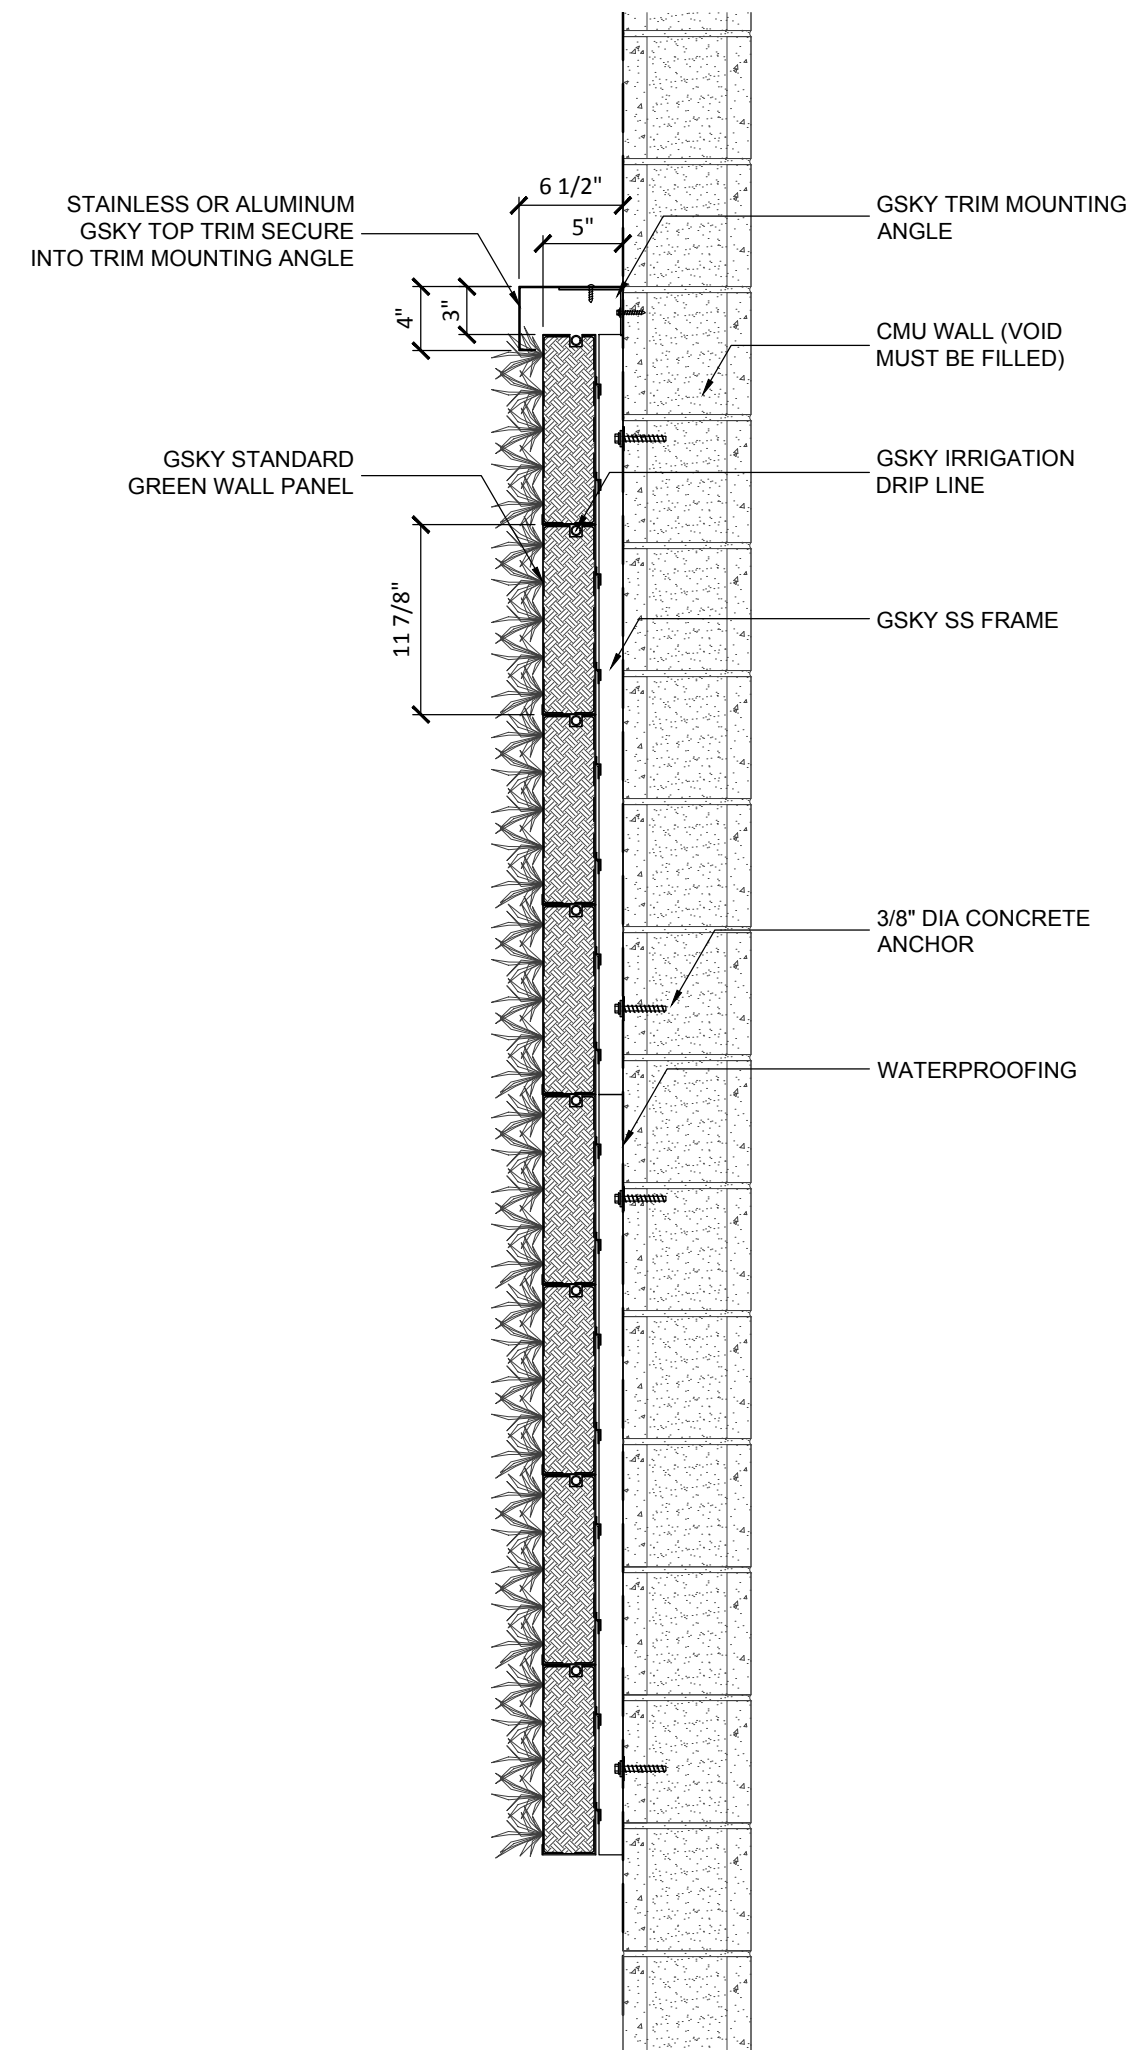 STAINLESS OR ALUMINUM
GSKY TOP TRIM SECURE
INTO TRIM MOUNTING ANGLE
6 1/2"
5"
GSKY TRIM MOUNTING
ANGLE
4"
3"
CMU WALL (VOID
MUST BE FILLED)
GSKY STANDARD
GREEN WALL PANEL
GSKY IRRIGATION
DRIP LINE
11 7/8"
GSKY SS FRAME
3/8" DIA CONCRETE
ANCHOR
WATERPROOFING